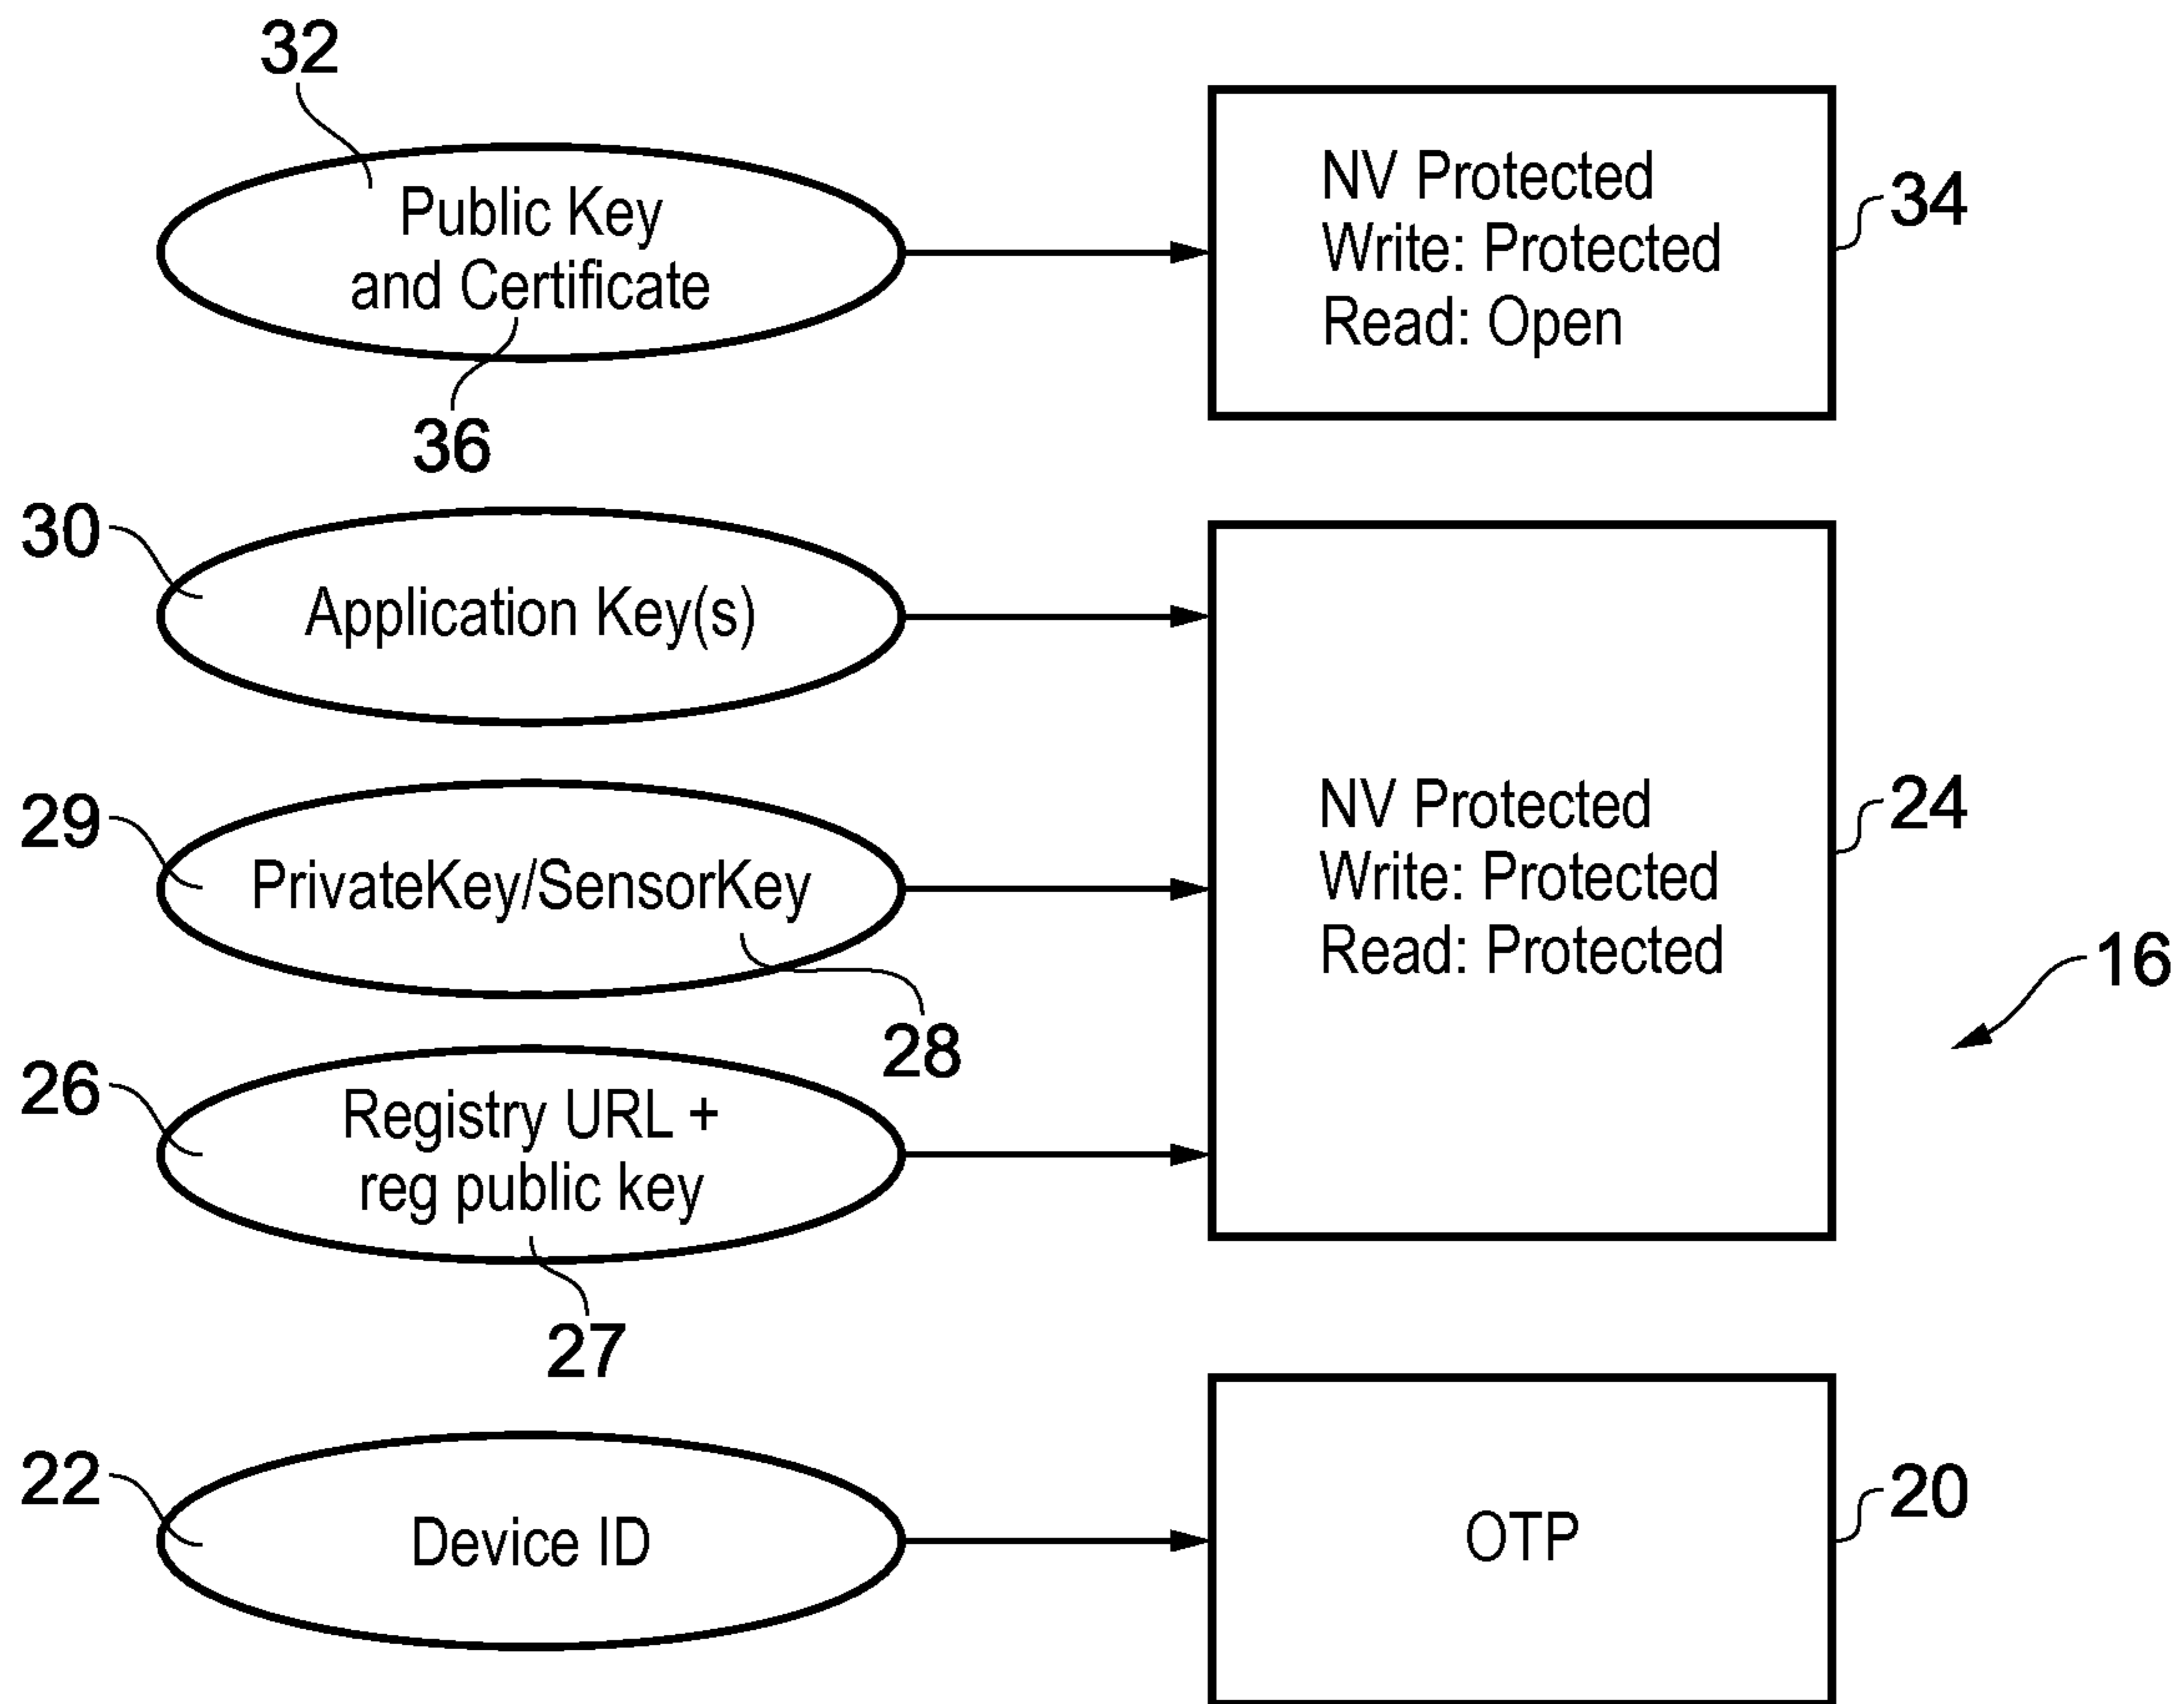 32
Public Key
and Certificate
36
NV Protected
Write: Protected
Read: Open
34
30
Application Key(s)
29
PrivateKey/SensorKey
28
NV Protected
Write: Protected
Read: Protected
24
16
26
Registry URL +
reg public key
27
22
Device ID
OTP
20